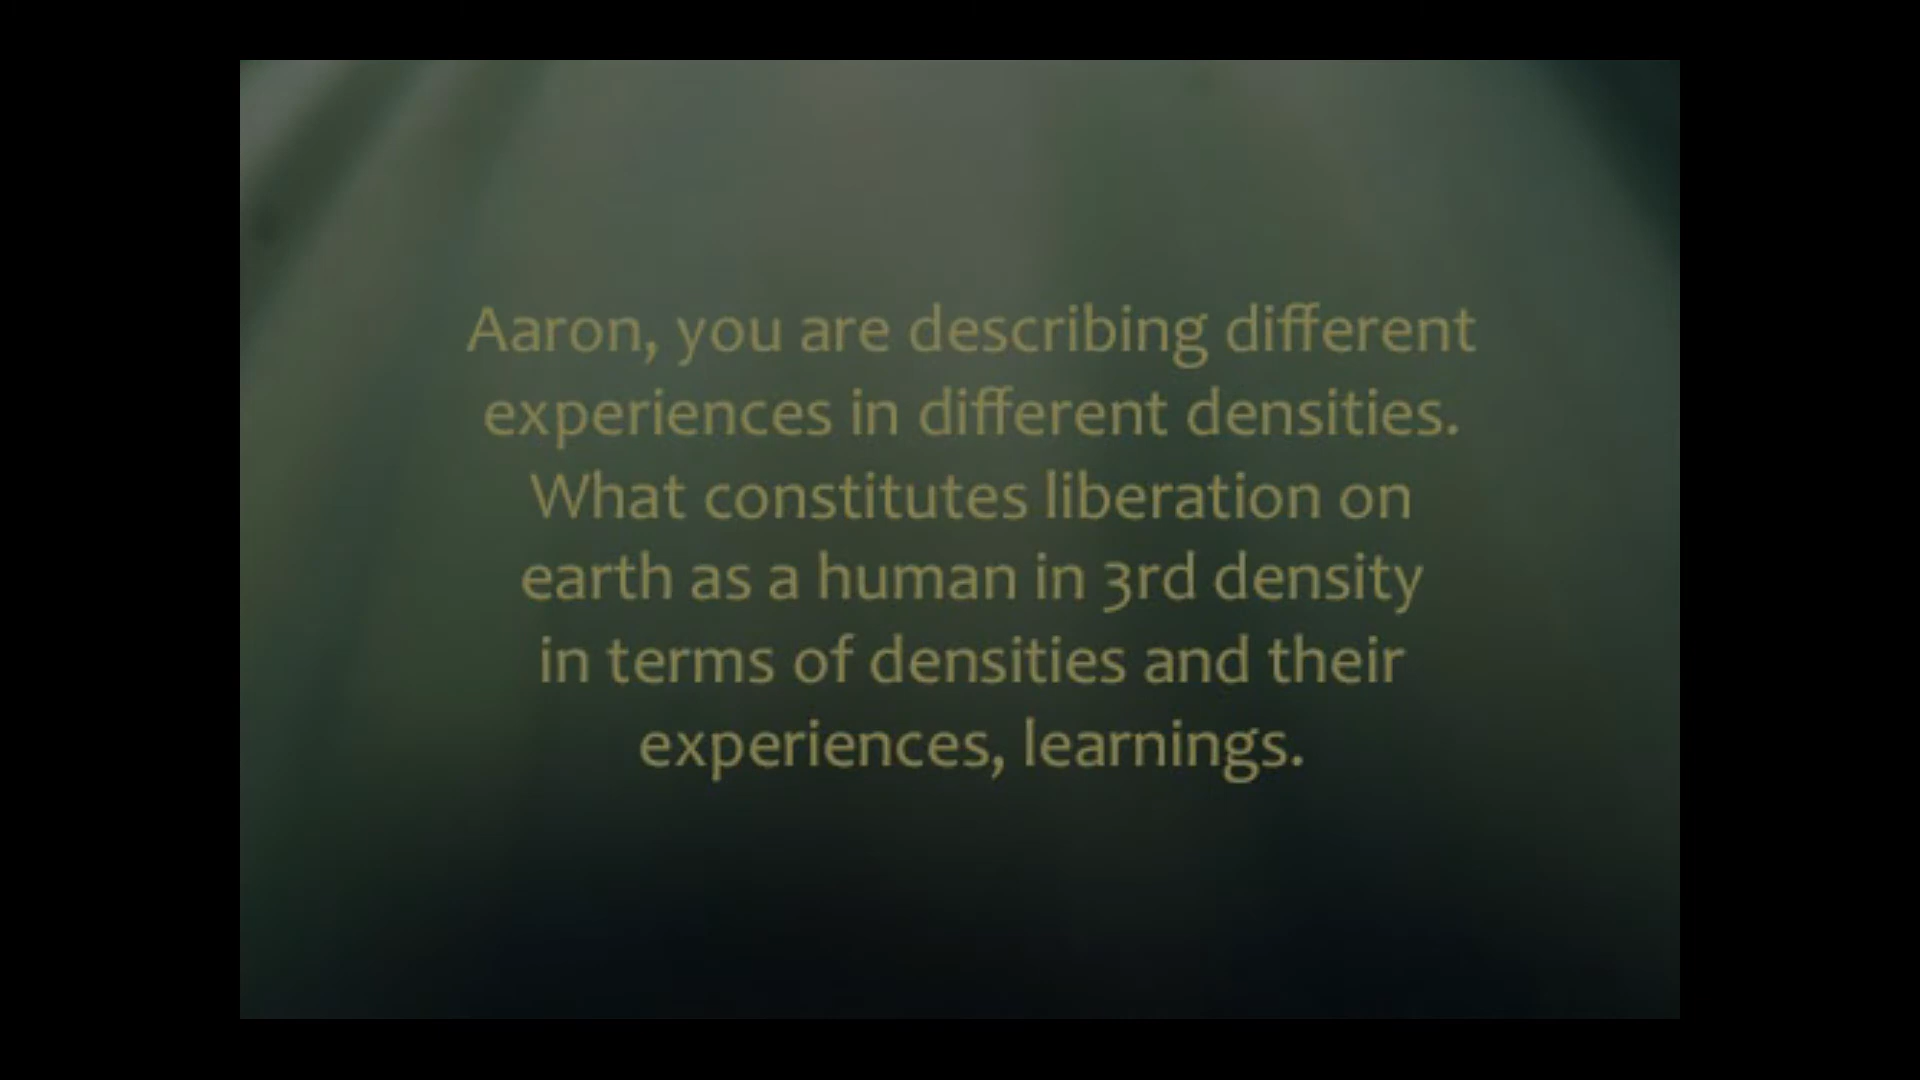 Aaron, you are describing different
experiences in different densities.
What constitutes liberation on
earth as a human in 3rd density
in terms of densities and their
experiences, learnings.